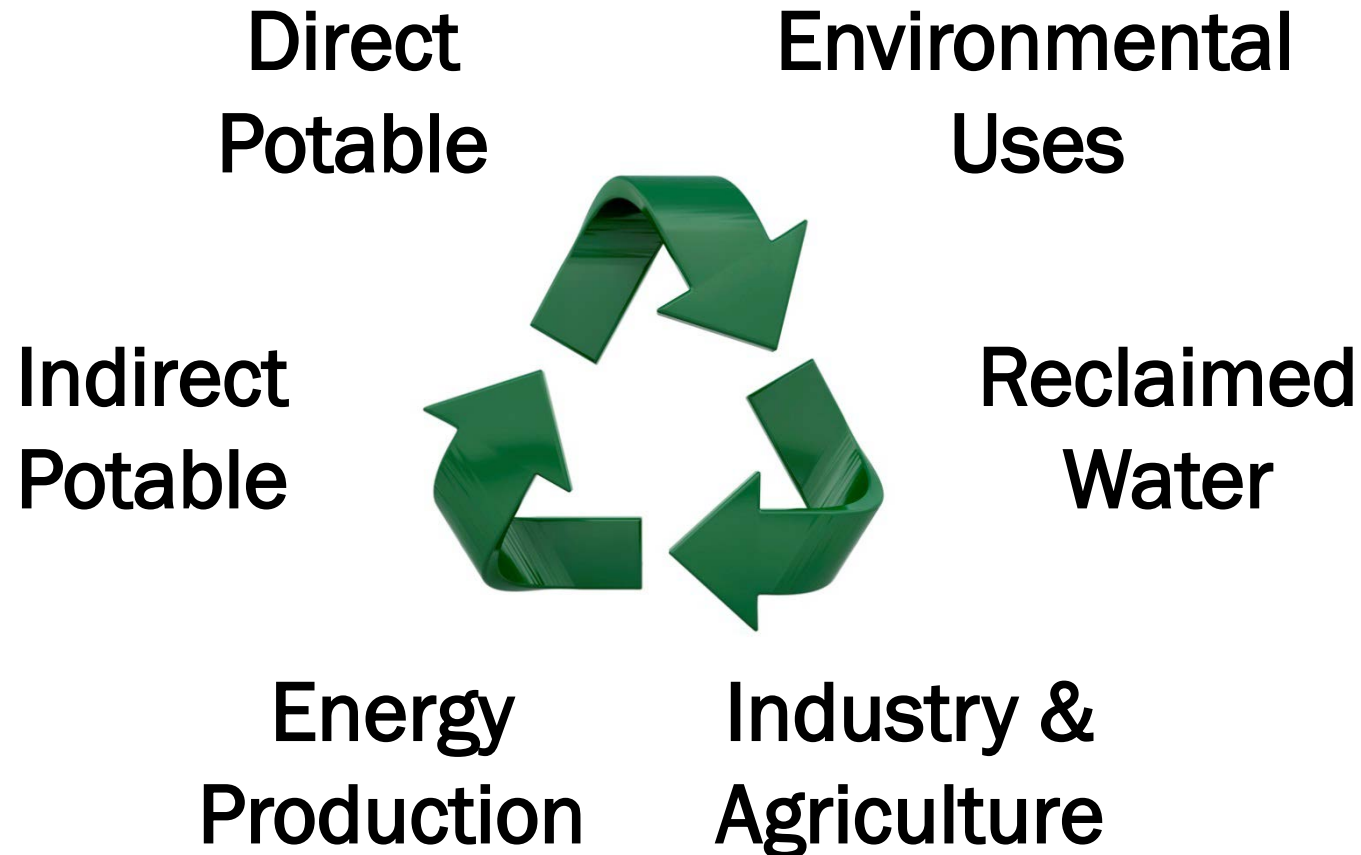 Direct
Potable
Environmental
Uses
Indirect
Potable
Reclaimed
Water
Energy
Production
Industry &
Agriculture